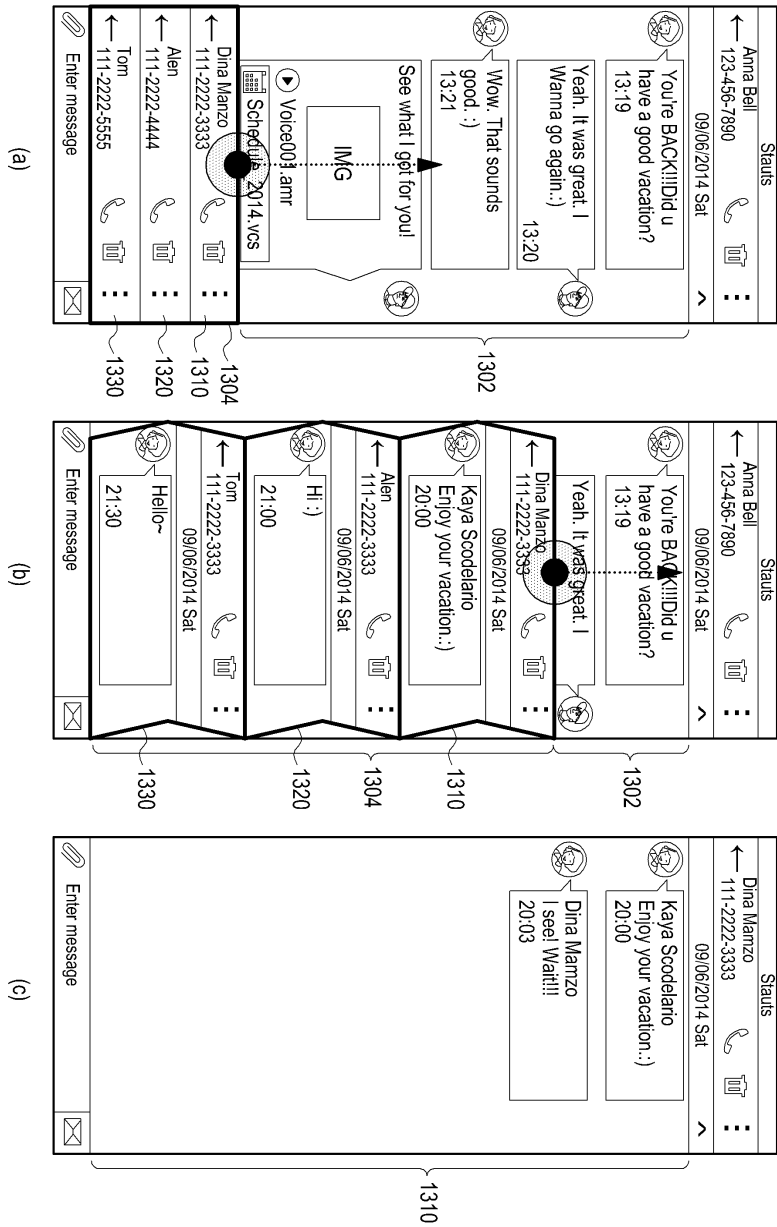 Stauts
← Anna Bell
123-456-7890
09/06/2014 Sat
You're BACK!!!Did u
have a good vacation?
13:19
Yeah. It was great. I
Wanna go again.:)
13:20
Wow. That sounds
good. :)
13:21
See what I got for you!
IMG
Voice001.amr
Schedule_2014.vcs
← Dina Manzo
111-2222-3333
← Alen
111-2222-4444
← Tom
111-2222-5555
Enter message
1302
1304
1310
1320
1330
(a)
Stauts
← Anna Bell
123-456-7890
09/06/2014 Sat
You're BACK!!!Did u
have a good vacation?
13:19
Yeah. It was great. I
← Dina Manzo
111-2222-3333
09/06/2014 Sat
Kaya Scodelario
Enjoy your vacation.:)
20:00
← Alen
111-2222-3333
09/06/2014 Sat
Hi :)
21:00
← Tom
111-2222-3333
09/06/2014 Sat
Hello~
21:30
Enter message
1302
1310
1304
1320
1330
(b)
Stauts
← Dina Mamzo
111-2222-3333
09/06/2014 Sat
Kaya Scodelario
Enjoy your vacation.:)
20:00
Dina Mamzo
I see! Wait!!!
20:03
Enter message
1310
(c)